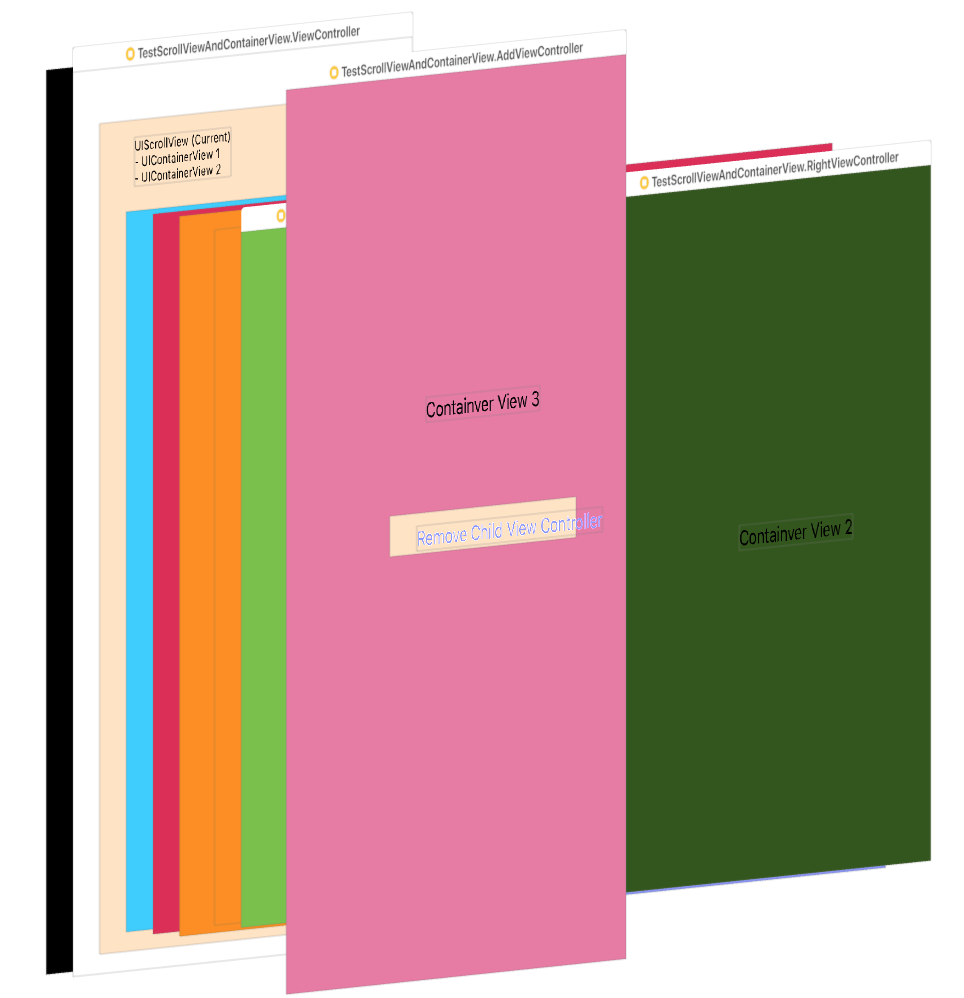 TestScrollViewAndContainerView.ViewController
TestScrollViewAndContainerView.AddViewController
UIScrollView (Current)
- UIContainerView 1
- UIContainerView 2
TestScrollViewAndContainerView.RightViewController
Containver View 3
Remove Child View Controller
Containver View 2